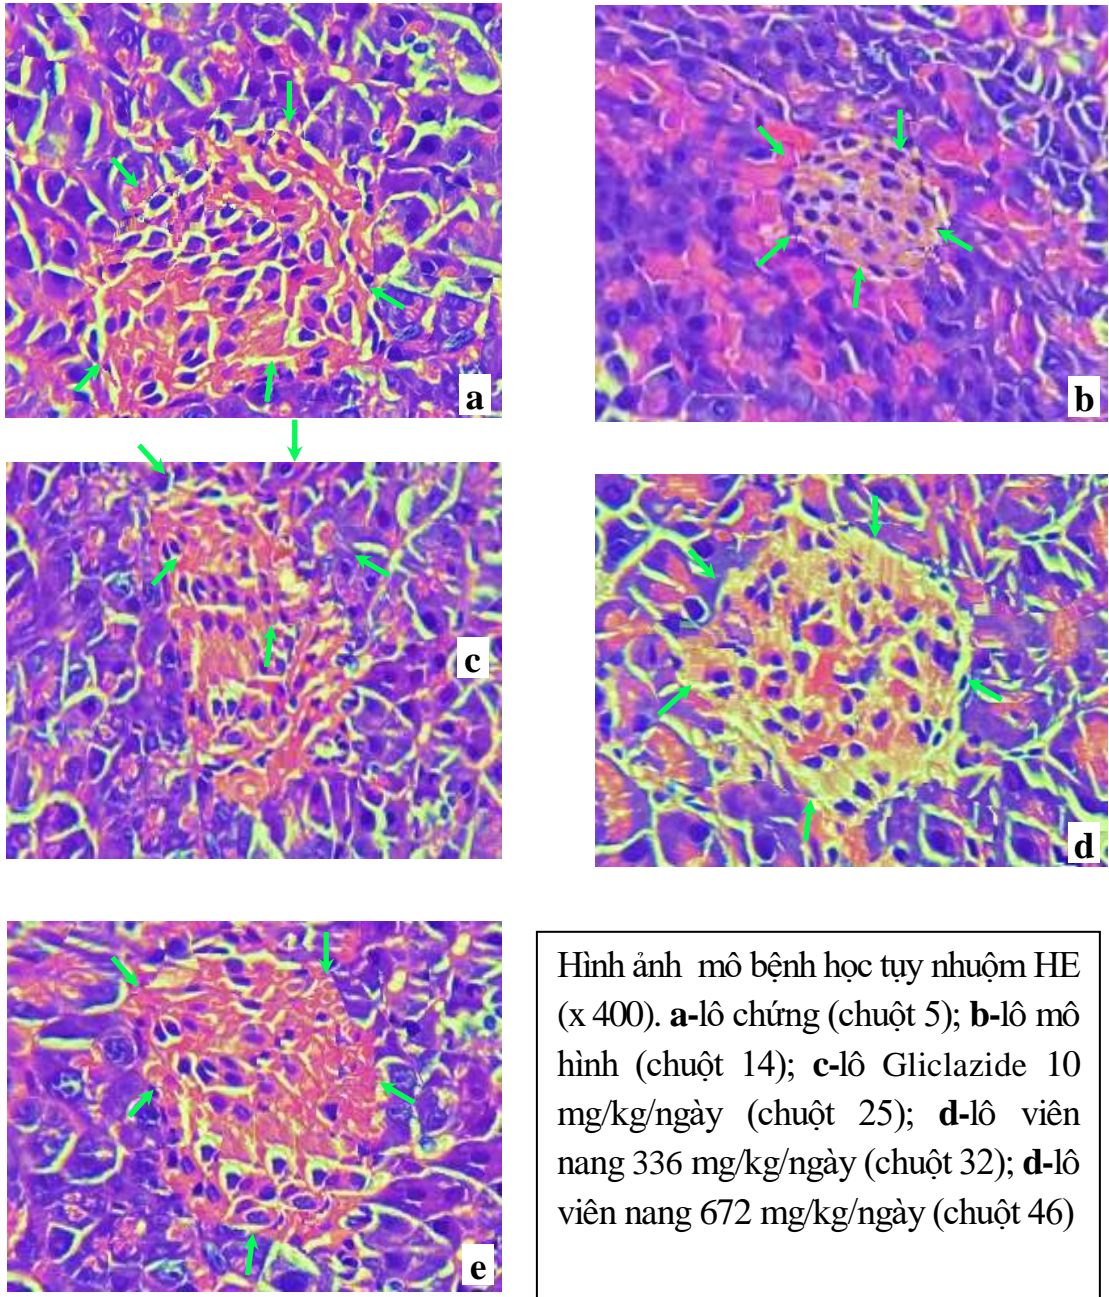 a
b
c
d
e
Hình ảnh mô bệnh học tụy nhuộm HE
(x 400). a-lô chứng (chuột 5); b-lô mô
hình (chuột 14); c-lô Gliclazide 10
mg/kg/ngày (chuột 25); d-lô viên
nang 336 mg/kg/ngày (chuột 32); d-lô
viên nang 672 mg/kg/ngày (chuột 46)